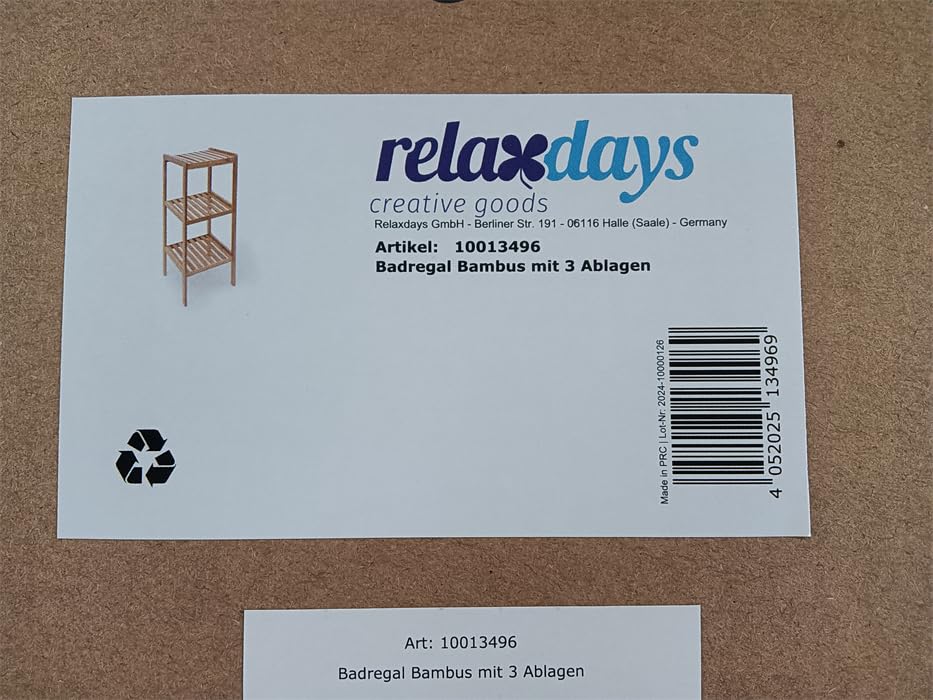 relaxdays
creative goods
Relaxdays GmbH - Berliner Str. 191 - 06116 Halle (Saale) - Germany
Artikel: 10013496
Badregal Bambus mit 3 Ablagen
Made in PRC | Lot-Nr: 2024-10000126
4 052025 134969
Art: 10013496
Badregal Bambus mit 3 Ablagen